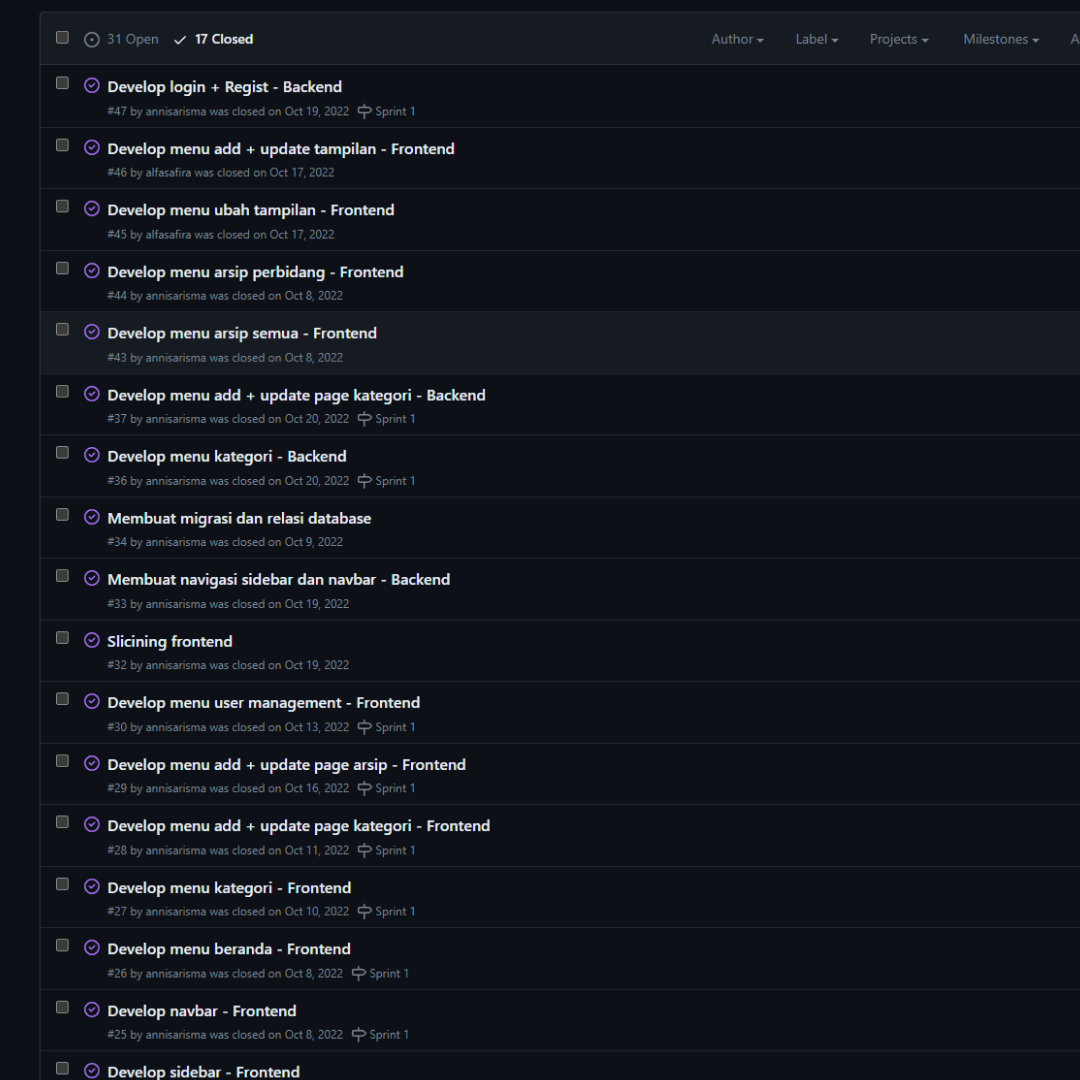 31 Open 17 Closed Author Label Projects Milestones A
Develop login + Regist - Backend
#47 by annisarisma was closed on Oct 19, 2022 Sprint 1
Develop menu add + update tampilan - Frontend
#46 by alfasafira was closed on Oct 17, 2022
Develop menu ubah tampilan - Frontend
#45 by alfasafira was closed on Oct 17, 2022
Develop menu arsip perbidang - Frontend
#44 by annisarisma was closed on Oct 8, 2022
Develop menu arsip semua - Frontend
#43 by annisarisma was closed on Oct 8, 2022
Develop menu add + update page kategori - Backend
#37 by annisarisma was closed on Oct 20, 2022 Sprint 1
Develop menu kategori - Backend
#36 by annisarisma was closed on Oct 20, 2022 Sprint 1
Membuat migrasi dan relasi database
#34 by annisarisma was closed on Oct 9, 2022
Membuat navigasi sidebar dan navbar - Backend
#33 by annisarisma was closed on Oct 19, 2022
Slicining frontend
#32 by annisarisma was closed on Oct 19, 2022
Develop menu user management - Frontend
#30 by annisarisma was closed on Oct 13, 2022 Sprint 1
Develop menu add + update page arsip - Frontend
#29 by annisarisma was closed on Oct 16, 2022 Sprint 1
Develop menu add + update page kategori - Frontend
#28 by annisarisma was closed on Oct 11, 2022 Sprint 1
Develop menu kategori - Frontend
#27 by annisarisma was closed on Oct 10, 2022 Sprint 1
Develop menu beranda - Frontend
#26 by annisarisma was closed on Oct 8, 2022 Sprint 1
Develop navbar - Frontend
#25 by annisarisma was closed on Oct 8, 2022 Sprint 1
Develop sidebar - Frontend